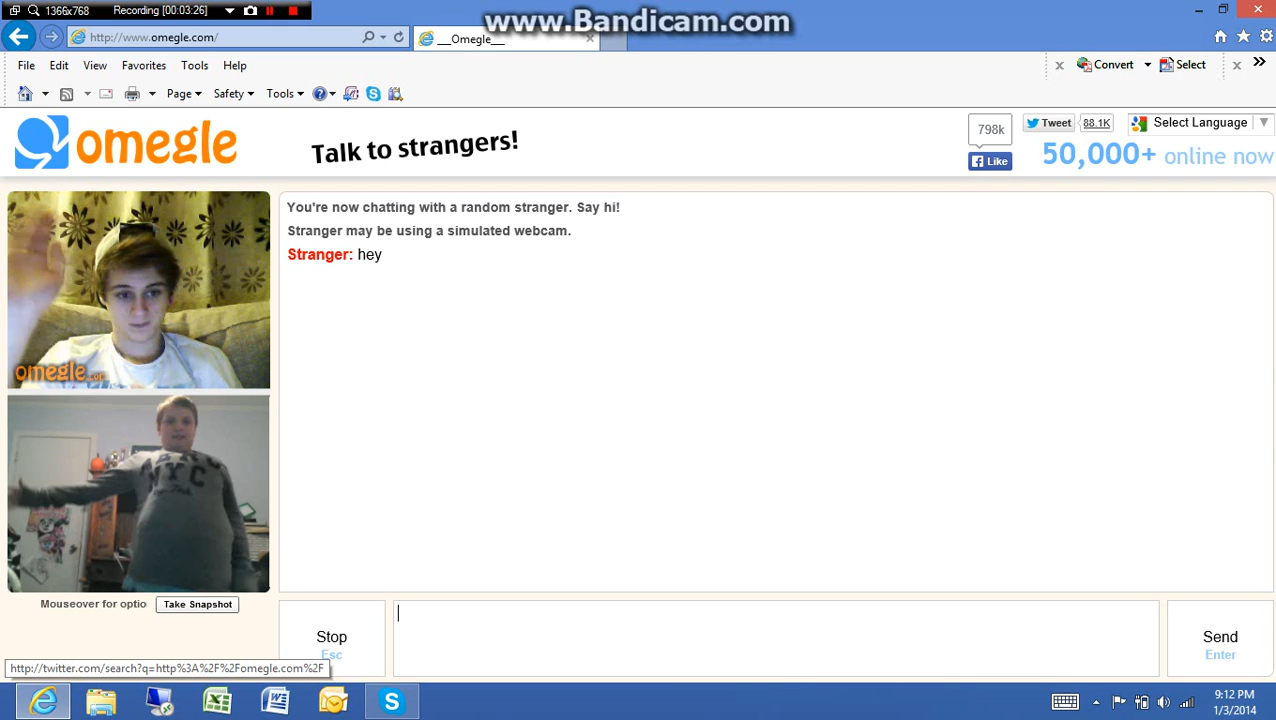 1366x768 Recording [00:03:26]
www.Bandicam.com
http://www.omegle.com/
__Omegle__
File Edit View Favorites Tools Help
Convert Select
Page Safety Tools
omegle
Talk to strangers!
798k
Like
Tweet 88.1K
Select Language
50,000+ online now
You're now chatting with a random stranger. Say hi!
Stranger may be using a simulated webcam.
Stranger: hey
omegle.com
NYC
Mouseover for optio
Take Snapshot
Stop
Esc
Send
Enter
http://twitter.com/search?q=http%3A%2F%2Fomegle.com%2F
9:12 PM
1/3/2014